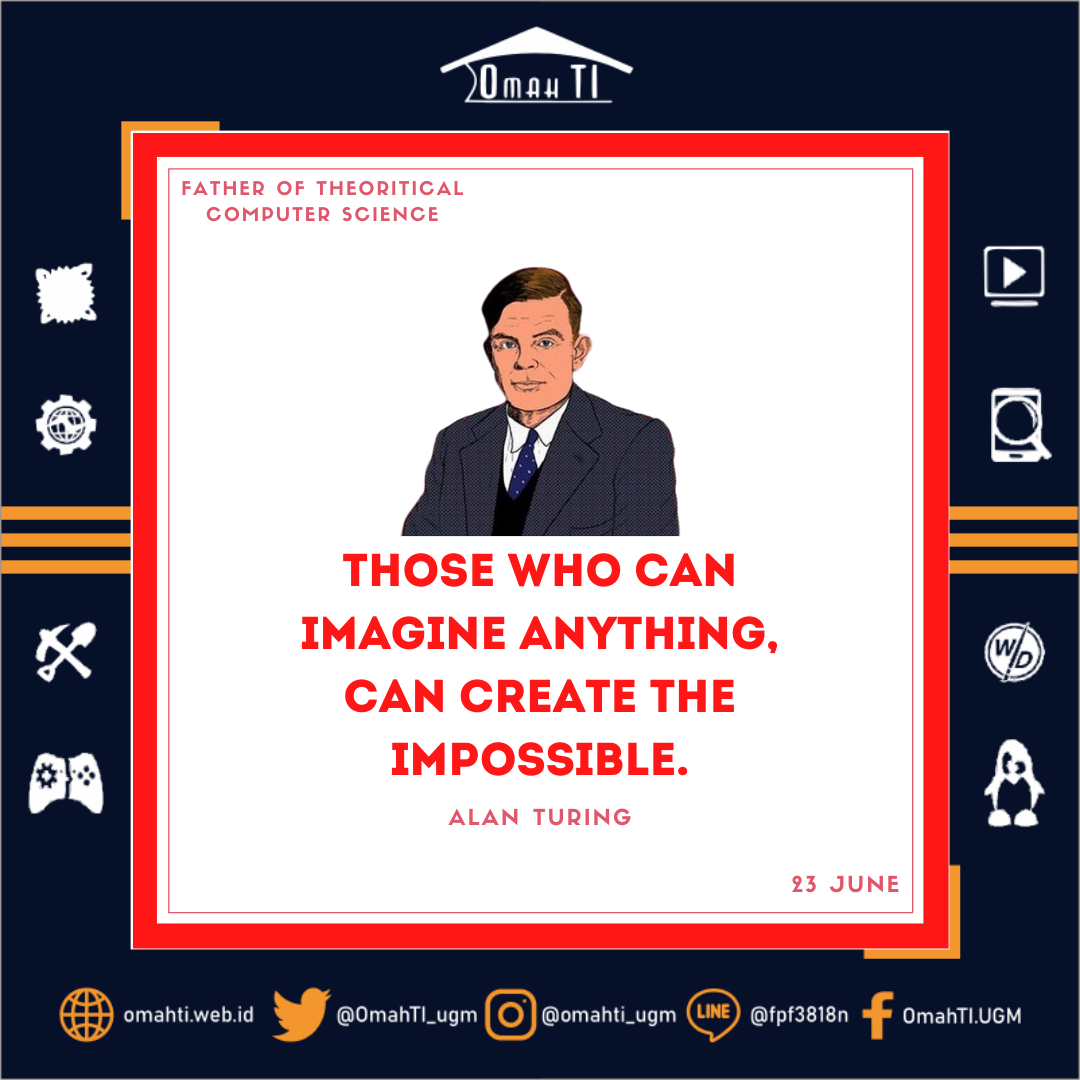 OMAH TI
FATHER OF THEORITICAL
COMPUTER SCIENCE
THOSE WHO CAN
IMAGINE ANYTHING,
CAN CREATE THE
IMPOSSIBLE.
ALAN TURING
23 JUNE
W/D
omahti.web.id
@OmahTI_ugm
@omahti_ugm
LINE
@fpf3818n
OmahTI.UGM